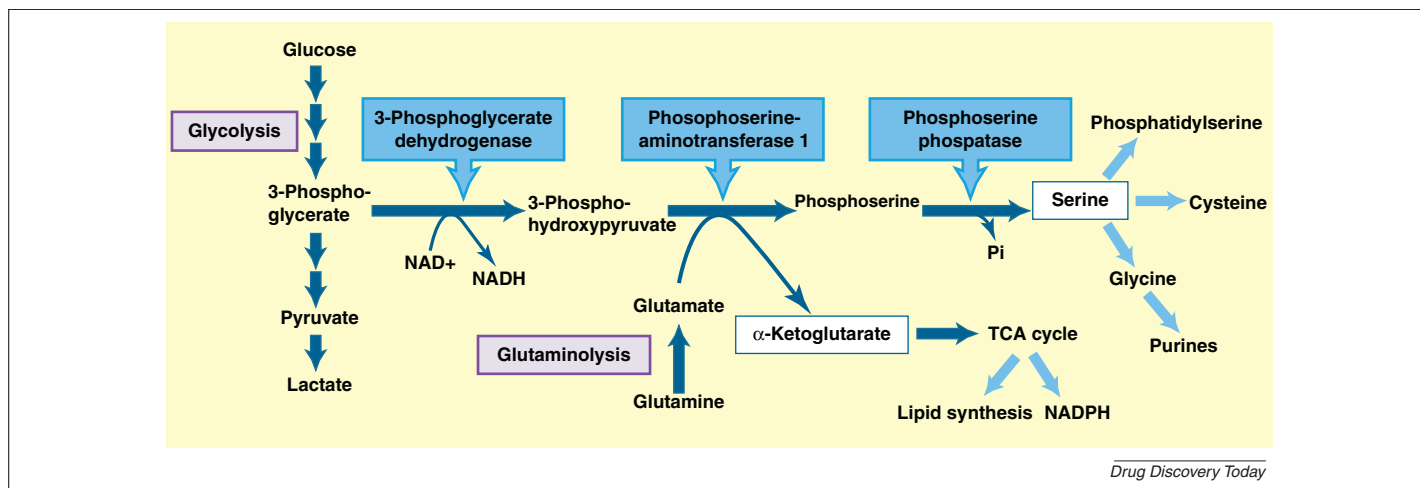 Glucose
Glycolysis
3-Phosphoglycerate
dehydrogenase
Phosophoserine-
aminotransferase 1
Phosphoserine
phospatase
Phosphatidylserine
3-Phospho-
glycerate
3-Phospho-
hydroxypyruvate
Phosphoserine
Serine
Cysteine
NAD+
NADH
Pi
Glycine
Pyruvate
Glutamate
α-Ketoglutarate
TCA cycle
Purines
Glutaminolysis
Lactate
Glutamine
Lipid synthesis
NADPH
Drug Discovery Today